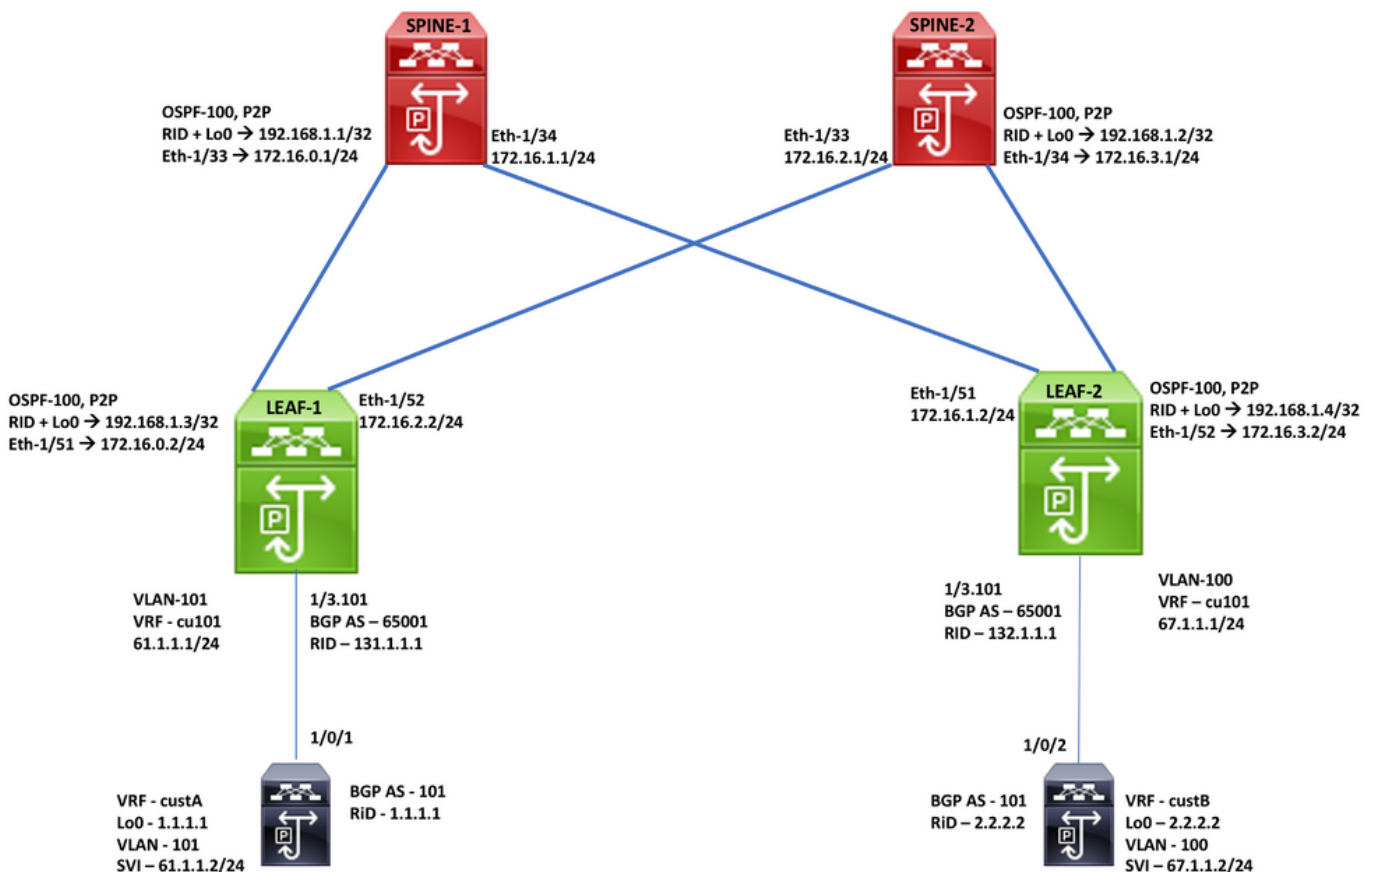 SPINE-1
SPINE-2
OSPF-100, P2P
RID + Lo0 → 192.168.1.1/32
Eth-1/33 → 172.16.0.1/24
P
Eth-1/34
172.16.1.1/24
Eth-1/33
172.16.2.1/24
P
OSPF-100, P2P
RID + Lo0 → 192.168.1.2/32
Eth-1/34 → 172.16.3.1/24
OSPF-100, P2P
RID + Lo0 → 192.168.1.3/32
Eth-1/51 → 172.16.0.2/24
LEAF-1
P
Eth-1/52
172.16.2.2/24
Eth-1/51
172.16.1.2/24
LEAF-2
P
OSPF-100, P2P
RID + Lo0 → 192.168.1.4/32
Eth-1/52 → 172.16.3.2/24
VLAN-101
VRF - cu101
61.1.1.1/24
1/3.101
BGP AS – 65001
RID – 131.1.1.1
1/3.101
BGP AS – 65001
RID – 132.1.1.1
VLAN-100
VRF – cu101
67.1.1.1/24
1/0/1
1/0/2
VRF - custA
Lo0 - 1.1.1.1
VLAN - 101
SVI – 61.1.1.2/24
P
BGP AS - 101
RiD - 1.1.1.1
BGP AS - 101
RiD - 2.2.2.2
P
VRF - custB
Lo0 - 2.2.2.2
VLAN - 100
SVI – 67.1.1.2/24